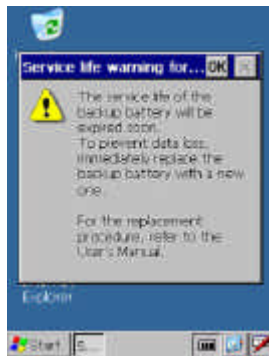 Service life warning for... OK
The service life of the
backup battery will be
expired soon.
To prevent data loss,
immediately replace the
backup battery with a new
one.
For the replacement
procedure, refer to the
User's Manual.
Explorer
Start S...